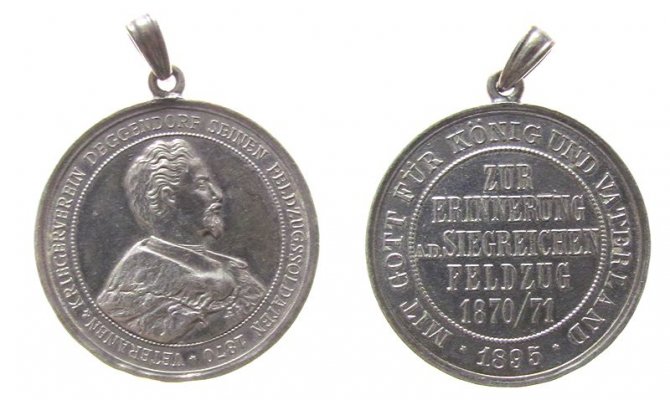 VETERANEN & KRIEGERVEREIN DEGGENDORF SEINEN FELDZUGSSOLDATEN 1870 ·
MIT GOTT FÜR KÖNIG UND VATERLAND
· 1895 ·
ZUR
ERINNERUNG
A.D. SIEGREICHEN
FELDZUG
1870/71